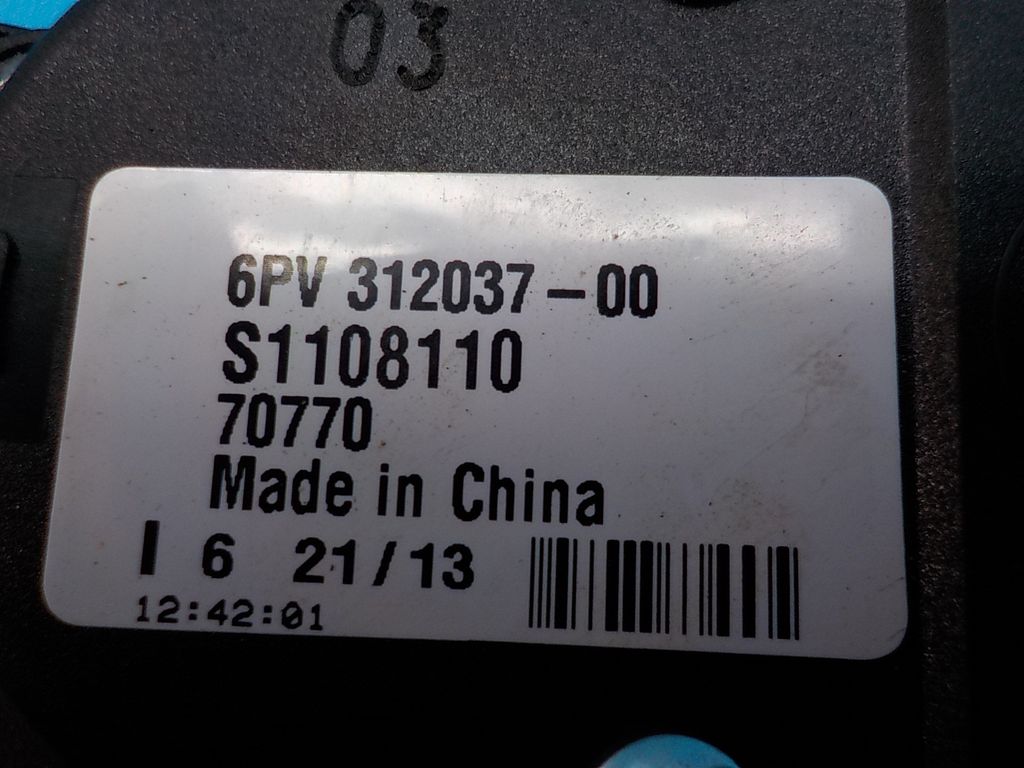 03
6PV 312037-00
S1108110
70770
Made in China
I 6 21/13
12:42:01